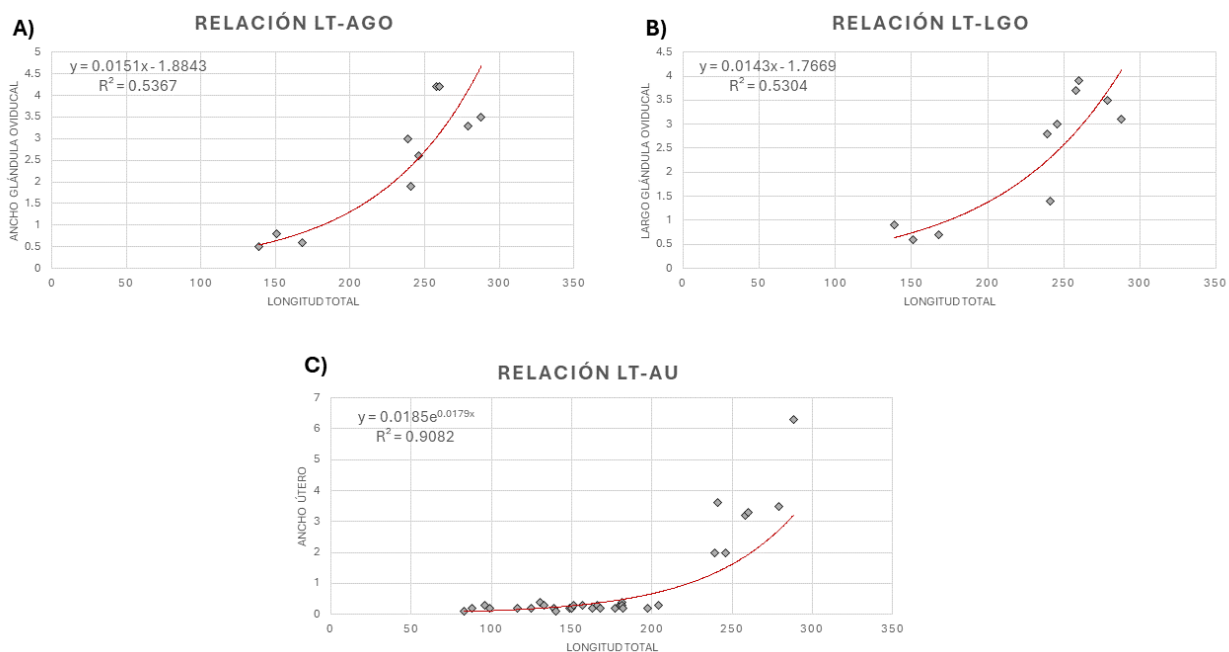 A)
RELACIÓN LT-AGO
y = 0.0151x - 1.8843
R² = 0.5367
ANCHO GLÁNDULA OVIDUCAL
5
4.5
4
3.5
3
2.5
2
1.5
1
0.5
0
0 50 100 150 200 250 300 350
LONGITUD TOTAL
B)
RELACIÓN LT-LGO
y = 0.0143x - 1.7669
R² = 0.5304
LARGO GLÁNDULA OVIDUCAL
4.5
4
3.5
3
2.5
2
1.5
1
0.5
0
0 50 100 150 200 250 300 350
LONGITUD TOTAL
C)
RELACIÓN LT-AU
y = 0.0185e^0.0179x
R² = 0.9082
ANCHO ÚTERO
7
6
5
4
3
2
1
0
0 50 100 150 200 250 300 350
LONGITUD TOTAL